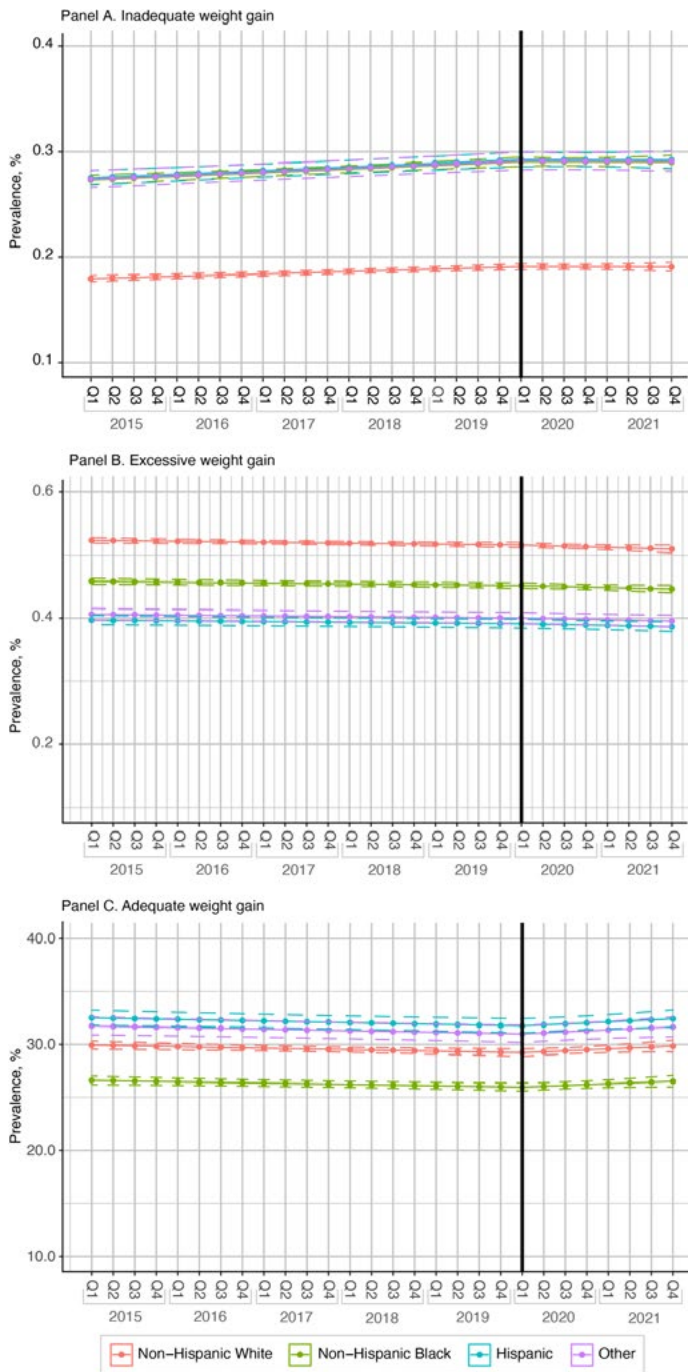 Panel A. Inadequate weight gain
0.4
0.3
0.2
0.1
Prevalence, %
Q1 Q2 Q3 Q4 Q1 Q2 Q3 Q4 Q1 Q2 Q3 Q4 Q1 Q2 Q3 Q4 Q1 Q2 Q3 Q4 Q1 Q2 Q3 Q4 Q1 Q2 Q3 Q4
2015 2016 2017 2018 2019 2020 2021
Panel B. Excessive weight gain
0.6
0.4
0.2
Prevalence, %
Q1 Q2 Q3 Q4 Q1 Q2 Q3 Q4 Q1 Q2 Q3 Q4 Q1 Q2 Q3 Q4 Q1 Q2 Q3 Q4 Q1 Q2 Q3 Q4 Q1 Q2 Q3 Q4
2015 2016 2017 2018 2019 2020 2021
Panel C. Adequate weight gain
40.0
30.0
20.0
10.0
Prevalence, %
Q1 Q2 Q3 Q4 Q1 Q2 Q3 Q4 Q1 Q2 Q3 Q4 Q1 Q2 Q3 Q4 Q1 Q2 Q3 Q4 Q1 Q2 Q3 Q4 Q1 Q2 Q3 Q4
2015 2016 2017 2018 2019 2020 2021
Non-Hispanic White Non-Hispanic Black Hispanic Other